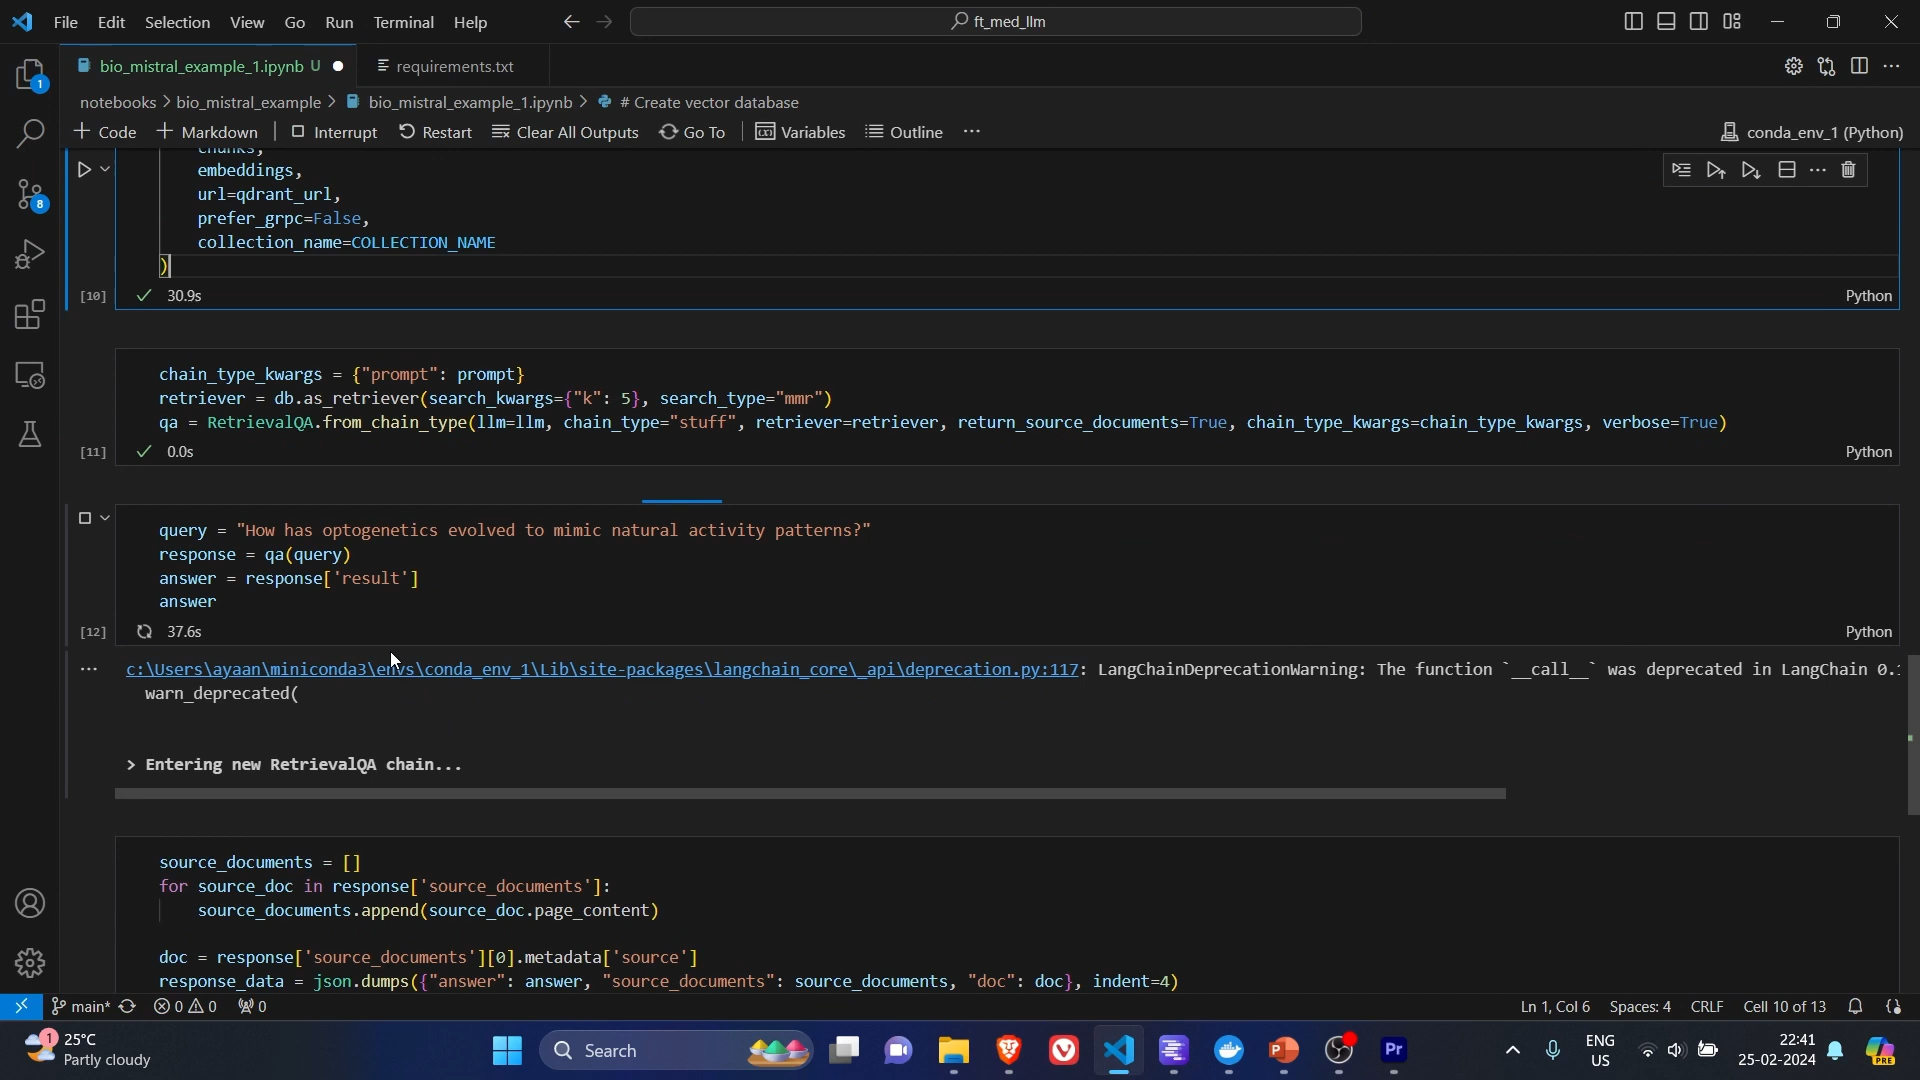 File Edit Selection View Go Run Terminal Help
ft_med_llm
bio_mistral_example_1.ipynb U
requirements.txt
notebooks > bio_mistral_example > bio_mistral_example_1.ipynb > # Create vector database
+ Code + Markdown Interrupt Restart Clear All Outputs Go To Variables Outline ...
conda_env_1 (Python)
chunks,
embeddings,
url=qdrant_url,
prefer_grpc=False,
collection_name=COLLECTION_NAME
)
[10] 30.9s
Python
chain_type_kwargs = {"prompt": prompt}
retriever = db.as_retriever(search_kwargs={"k": 5}, search_type="mmr")
qa = RetrievalQA.from_chain_type(llm=llm, chain_type="stuff", retriever=retriever, return_source_documents=True, chain_type_kwargs=chain_type_kwargs, verbose=True)
[11] 0.0s
Python
query = "How has optogenetics evolved to mimic natural activity patterns?"
response = qa(query)
answer = response['result']
answer
[12] 37.6s
Python
... c:\Users\ayaan\miniconda3\envs\conda_env_1\Lib\site-packages\langchain_core\_api\deprecation.py:117: LangChainDeprecationWarning: The function `__call__` was deprecated in LangChain 0.1
warn_deprecated(
> Entering new RetrievalQA chain...
source_documents = []
for source_doc in response['source_documents']:
source_documents.append(source_doc.page_content)
doc = response['source_documents'][0].metadata['source']
response_data = json.dumps({"answer": answer, "source_documents": source_documents, "doc": doc}, indent=4)
1
8
main* 0 0 0
Ln 1, Col 6 Spaces: 4 CRLF Cell 10 of 13
1
25°C
Partly cloudy
Search
ENG
US
22:41
25-02-2024
PRE